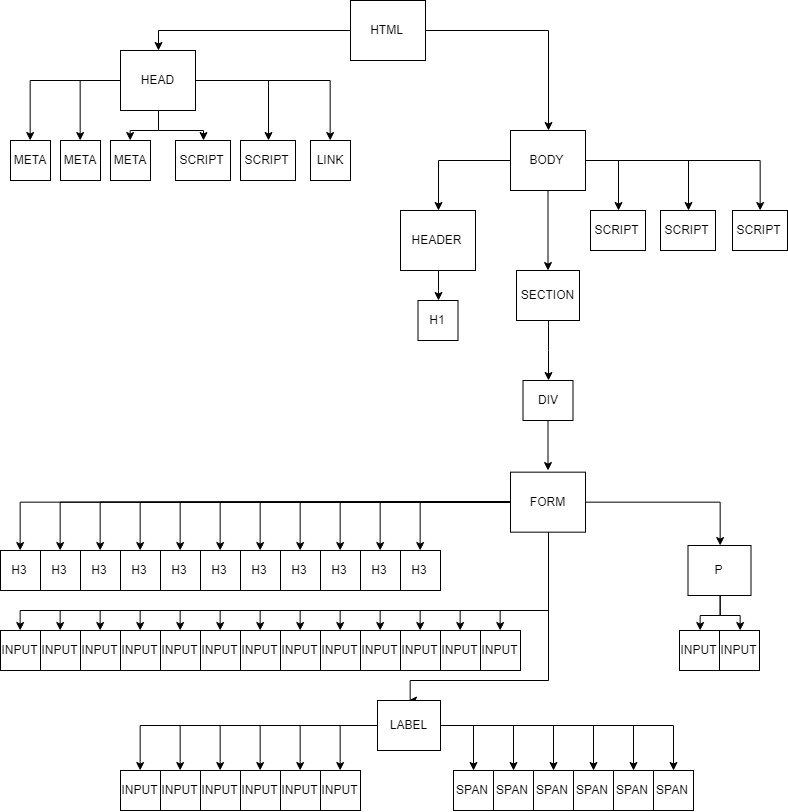 HTML
HEAD
META META META SCRIPT SCRIPT LINK
BODY
HEADER
SCRIPT SCRIPT SCRIPT
SECTION
H1
DIV
FORM
H3 H3 H3 H3 H3 H3 H3 H3 H3 H3 H3
P
INPUT INPUT INPUT INPUT INPUT INPUT INPUT INPUT INPUT INPUT INPUT INPUT INPUT
INPUT INPUT
LABEL
INPUT INPUT INPUT INPUT INPUT INPUT
SPAN SPAN SPAN SPAN SPAN SPAN